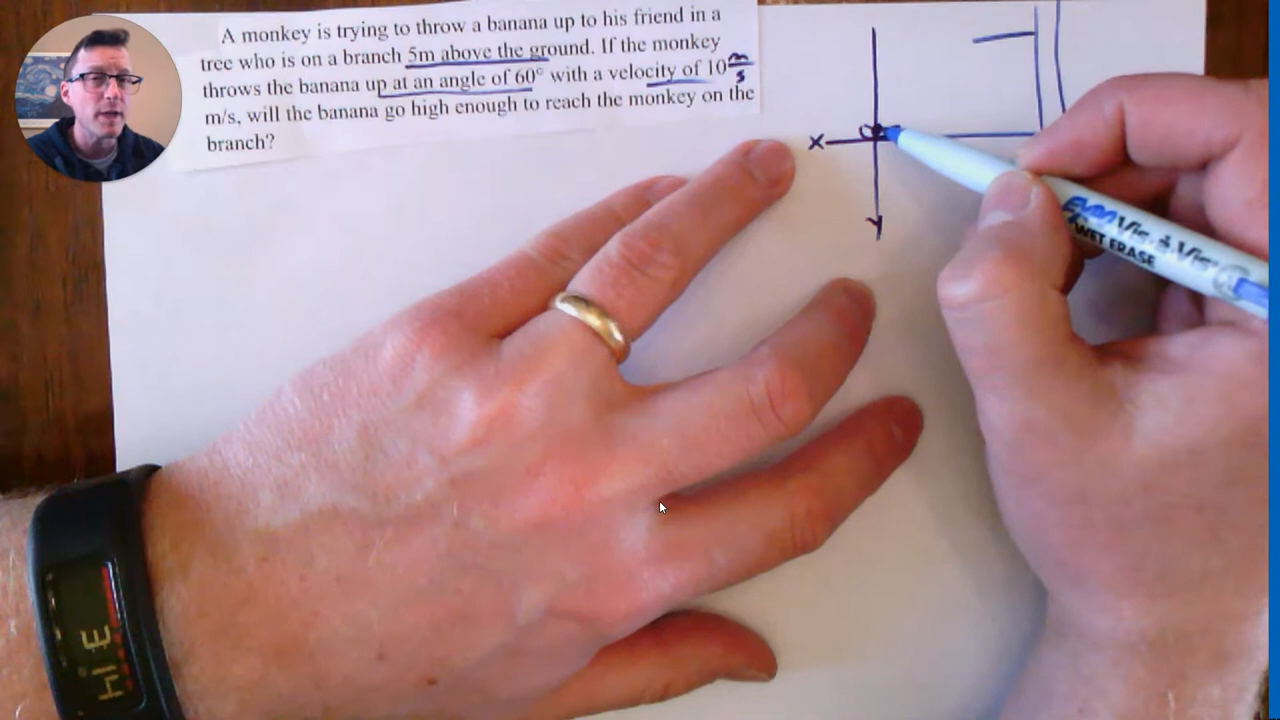 A monkey is trying to throw a banana up to his friend in a
tree who is on a branch 5m above the ground. If the monkey
throws the banana up at an angle of 60° with a velocity of 10 m/s
m/s, will the banana go high enough to reach the monkey on the
branch?
x
y
Vis-à-Vis
WET ERASE